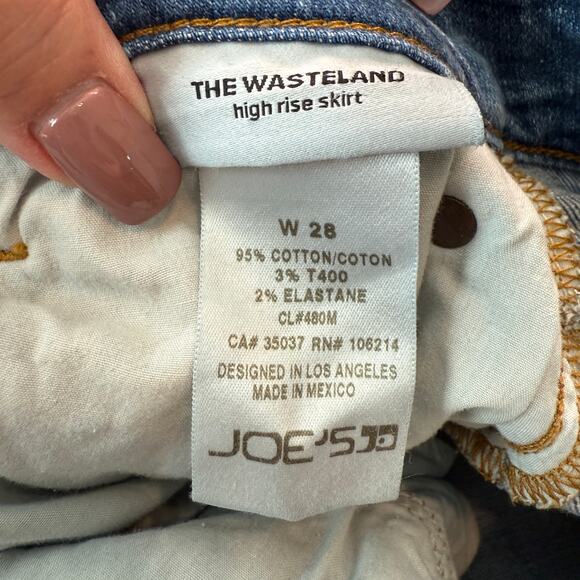 THE WASTELAND
high rise skirt
W 28
95% COTTON/COTON
3% T400
2% ELASTANE
CL#480M
CA# 35037 RN# 106214
DESIGNED IN LOS ANGELES
MADE IN MEXICO
JOE'S